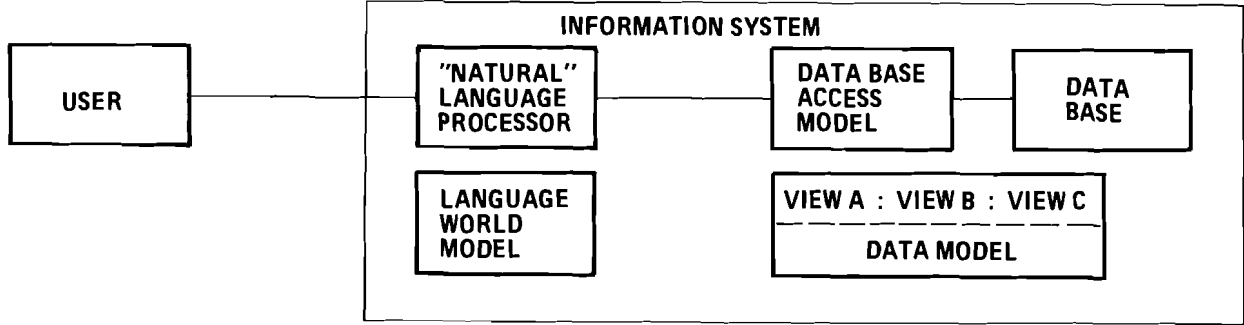 INFORMATION SYSTEM
USER
"NATURAL"
LANGUAGE
PROCESSOR
DATA BASE
ACCESS
MODEL
DATA
BASE
LANGUAGE
WORLD
MODEL
VIEW A : VIEW B : VIEW C
DATA MODEL